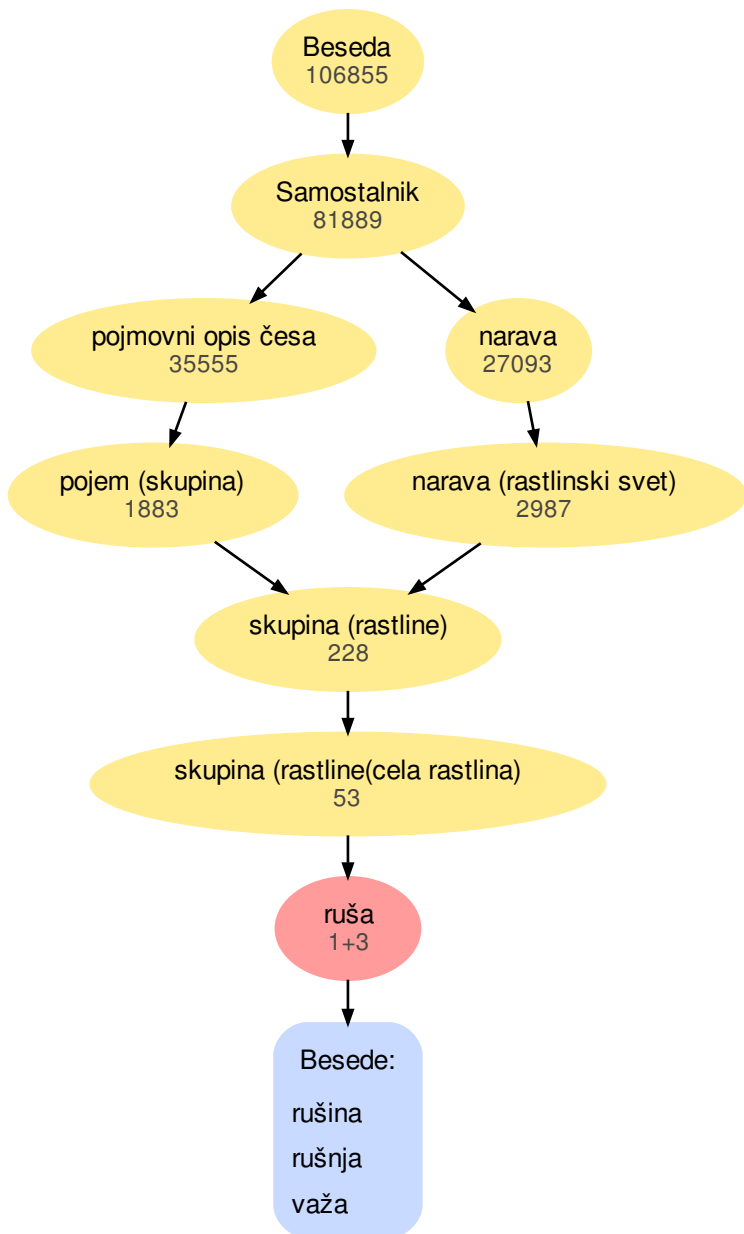 Beseda
106855
Samostalnik
81889
pojmovni opis česa
35555
narava
27093
pojem (skupina)
1883
narava (rastlinski svet)
2987
skupina (rastline)
228
skupina (rastline(cela rastlina)
53
ruša
1+3
Besede:
rušina
rušnja
važa